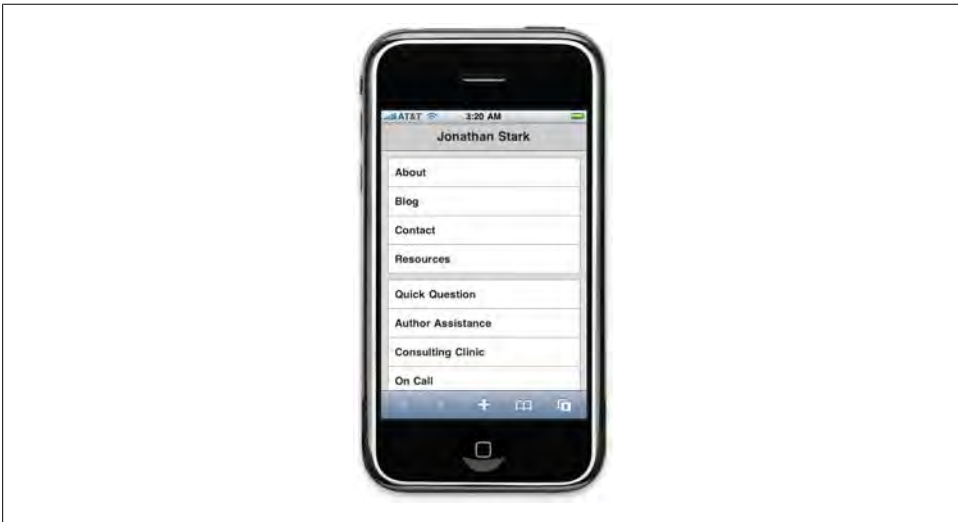 AT&T 3:20 AM
Jonathan Stark
About
Blog
Contact
Resources
Quick Question
Author Assistance
Consulting Clinic
On Call